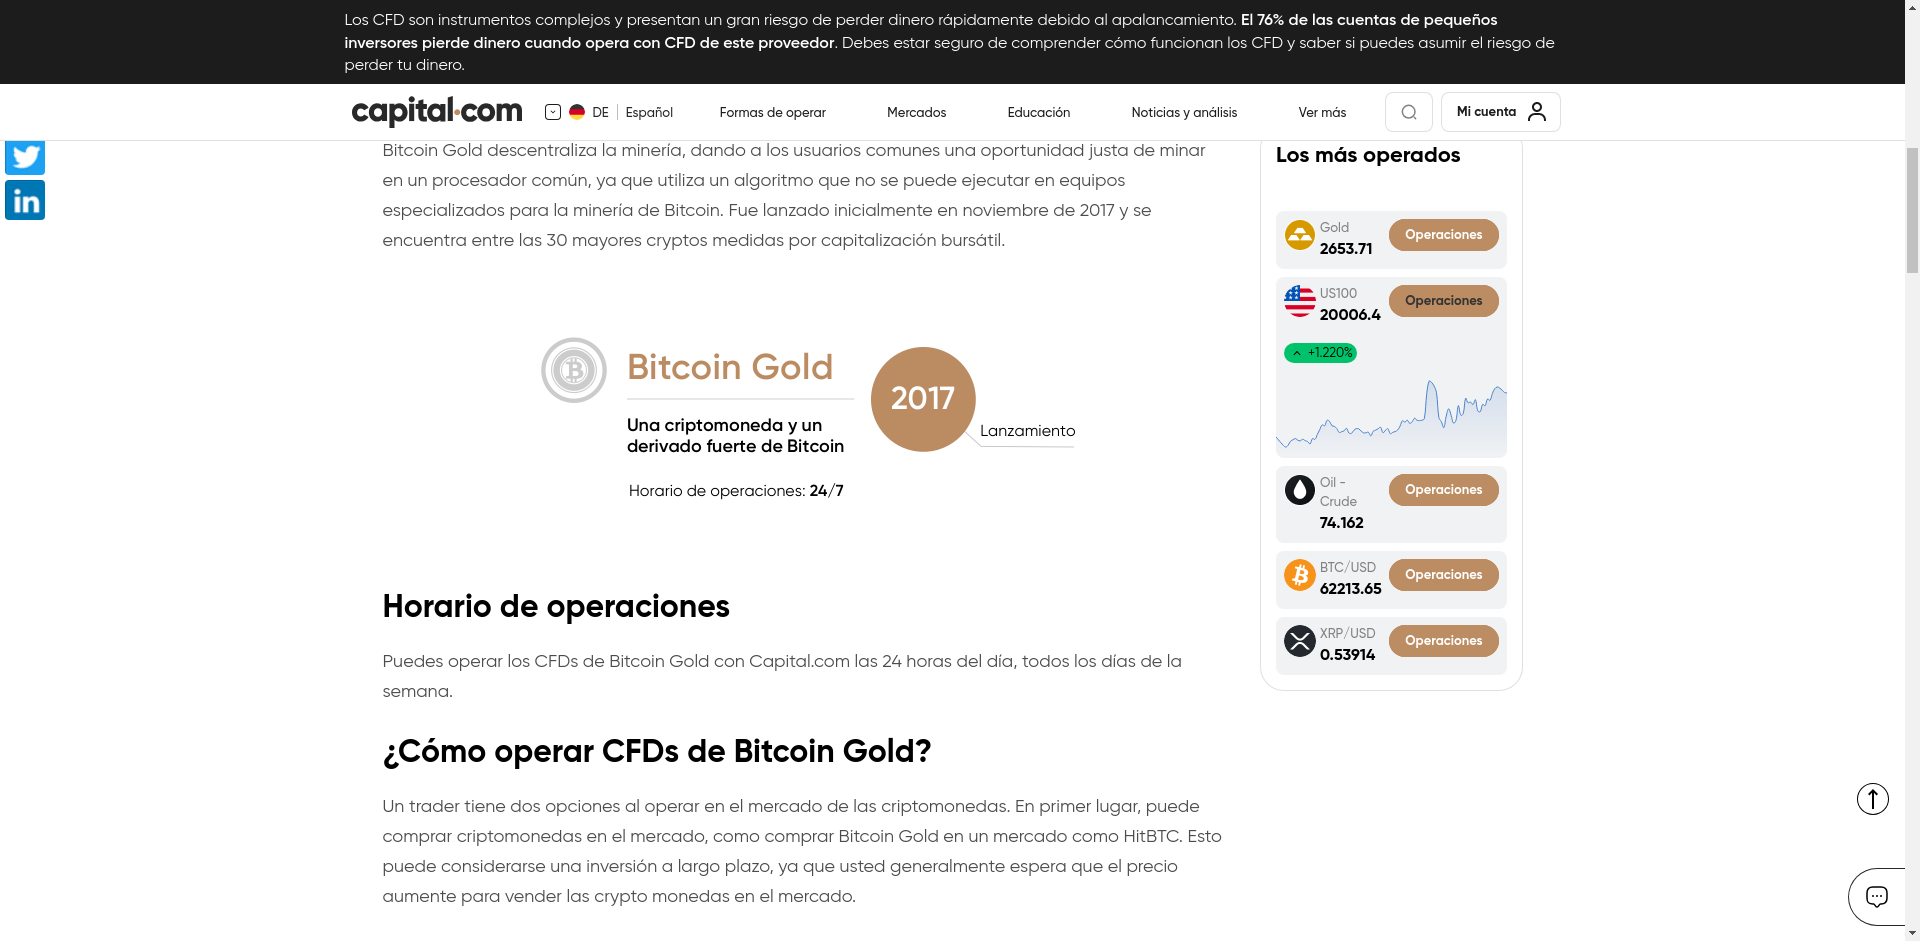 Los CFD son instrumentos complejos y presentan un gran riesgo de perder dinero rápidamente debido al apalancamiento. El 76% de las cuentas de pequeños
inversores pierde dinero cuando opera con CFD de este proveedor. Debes estar seguro de comprender cómo funcionan los CFD y saber si puedes asumir el riesgo de
perder tu dinero.
capital.com
DE
Español
Formas de operar
Mercados
Educación
Noticias y análisis
Ver más
Mi cuenta
in
Bitcoin Gold descentraliza la minería, dando a los usuarios comunes una oportunidad justa de minar
en un procesador común, ya que utiliza un algoritmo que no se puede ejecutar en equipos
especializados para la minería de Bitcoin. Fue lanzado inicialmente en noviembre de 2017 y se
encuentra entre las 30 mayores cryptos medidas por capitalización bursátil.
Bitcoin Gold
Una criptomoneda y un
derivado fuerte de Bitcoin
Horario de operaciones: 24/7
2017
Lanzamiento
Horario de operaciones
Puedes operar los CFDs de Bitcoin Gold con Capital.com las 24 horas del día, todos los días de la
semana.
¿Cómo operar CFDs de Bitcoin Gold?
Un trader tiene dos opciones al operar en el mercado de las criptomonedas. En primer lugar, puede
comprar criptomonedas en el mercado, como comprar Bitcoin Gold en un mercado como HitBTC. Esto
puede considerarse una inversión a largo plazo, ya que usted generalmente espera que el precio
aumente para vender las crypto monedas en el mercado.
Los más operados
Gold
2653.71
Operaciones
US100
20006.4
Operaciones
+1.220%
Oil -
Crude
74.162
Operaciones
BTC/USD
62213.65
Operaciones
XRP/USD
0.53914
Operaciones